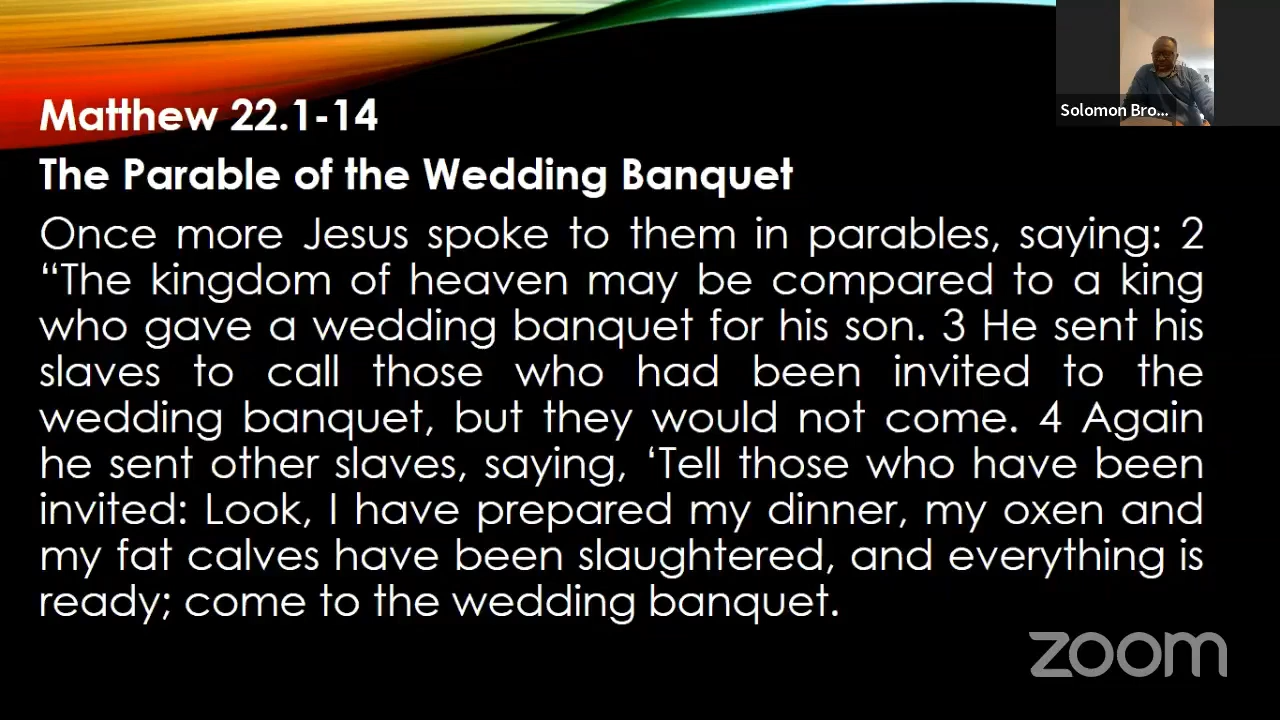 Solomon Bro...
Matthew 22.1-14
The Parable of the Wedding Banquet
Once more Jesus spoke to them in parables, saying: 2
“The kingdom of heaven may be compared to a king
who gave a wedding banquet for his son. 3 He sent his
slaves to call those who had been invited to the
wedding banquet, but they would not come. 4 Again
he sent other slaves, saying, ‘Tell those who have been
invited: Look, I have prepared my dinner, my oxen and
my fat calves have been slaughtered, and everything is
ready; come to the wedding banquet.
zoom